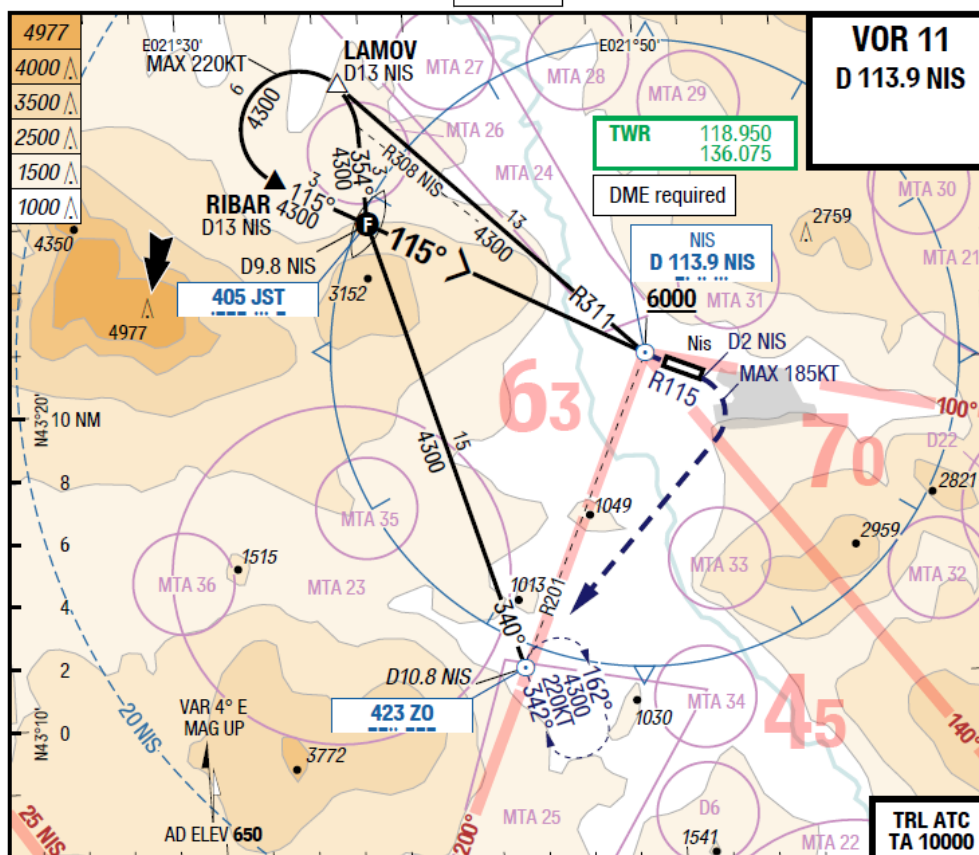 4977
4000
3500
2500
1500
1000
E021°30'
MAX 220KT
LAMOV
D13 NIS
E021°50'
VOR 11
D 113.9 NIS
MTA 27
MTA 28
MTA 29
MTA 26
MTA 24
TWR 118.950
136.075
DME required
6
4300
354°
4300
3
R308 NIS
13
4300
R311
RIBAR
D13 NIS
3
115°
4300
F
115°
D9.8 NIS
405 JST
3152
4350
4977
NIS
D 113.9 NIS
6000
MTA 30
2759
MTA 21
MTA 31
Nis
D2 NIS
MAX 185KT
R115
100°
D22
63
70
N43°20'
10 NM
8
6
4
2
0
N43°10'
15
4300
MTA 35
1049
2821
2959
MTA 36
1515
MTA 23
1013
MTA 33
MTA 32
R201
340°
D10.8 NIS
423 ZO
162°
4300
220KT
342°
1030
MTA 34
45
140°
20 NIS
VAR 4° E
MAG UP
3772
25 NIS
AD ELEV 650
200°
MTA 25
D6
1541
MTA 22
TRL ATC
TA 10000